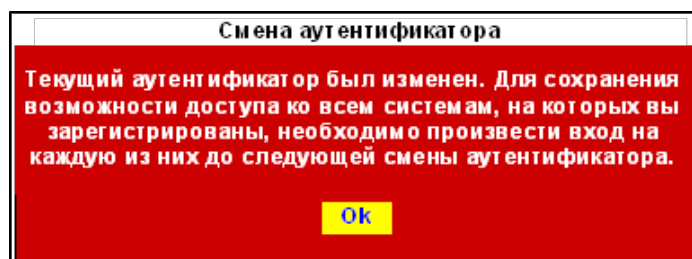 Смена аутентификатора
Текущий аутентификатор был изменен. Для сохранения
возможности доступа ко всем системам, на которых вы
зарегистрированы, необходимо произвести вход на
каждую из них до следующей смены аутентификатора.
Ok